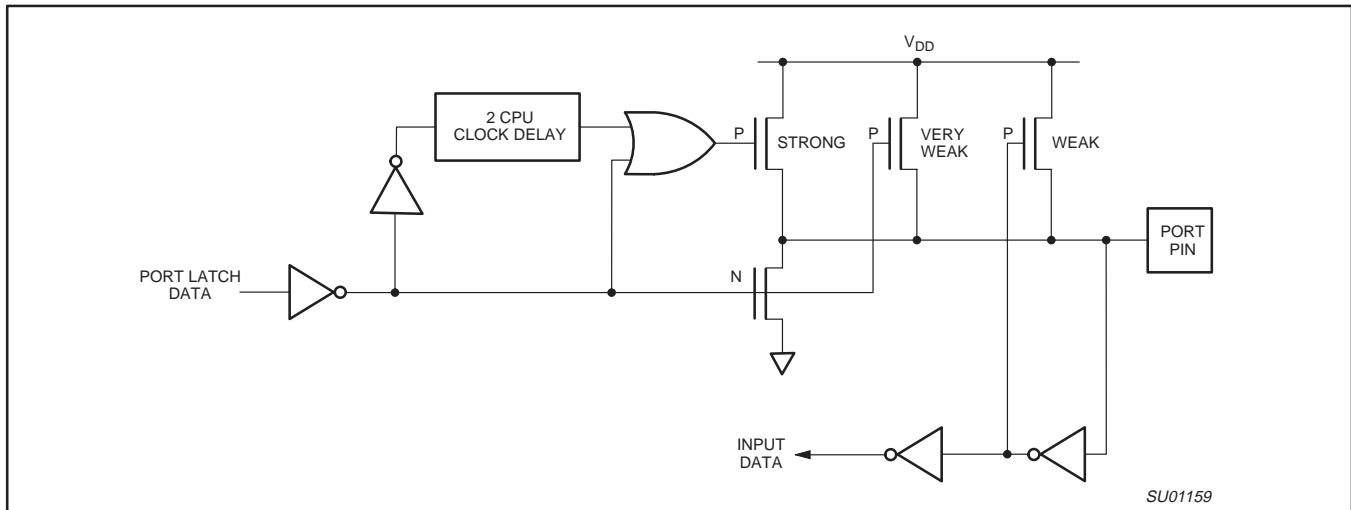 V_DD
2 CPU
CLOCK DELAY
P
STRONG
P
VERY
WEAK
P
WEAK
PORT
PIN
PORT LATCH
DATA
N
INPUT
DATA
SU01159